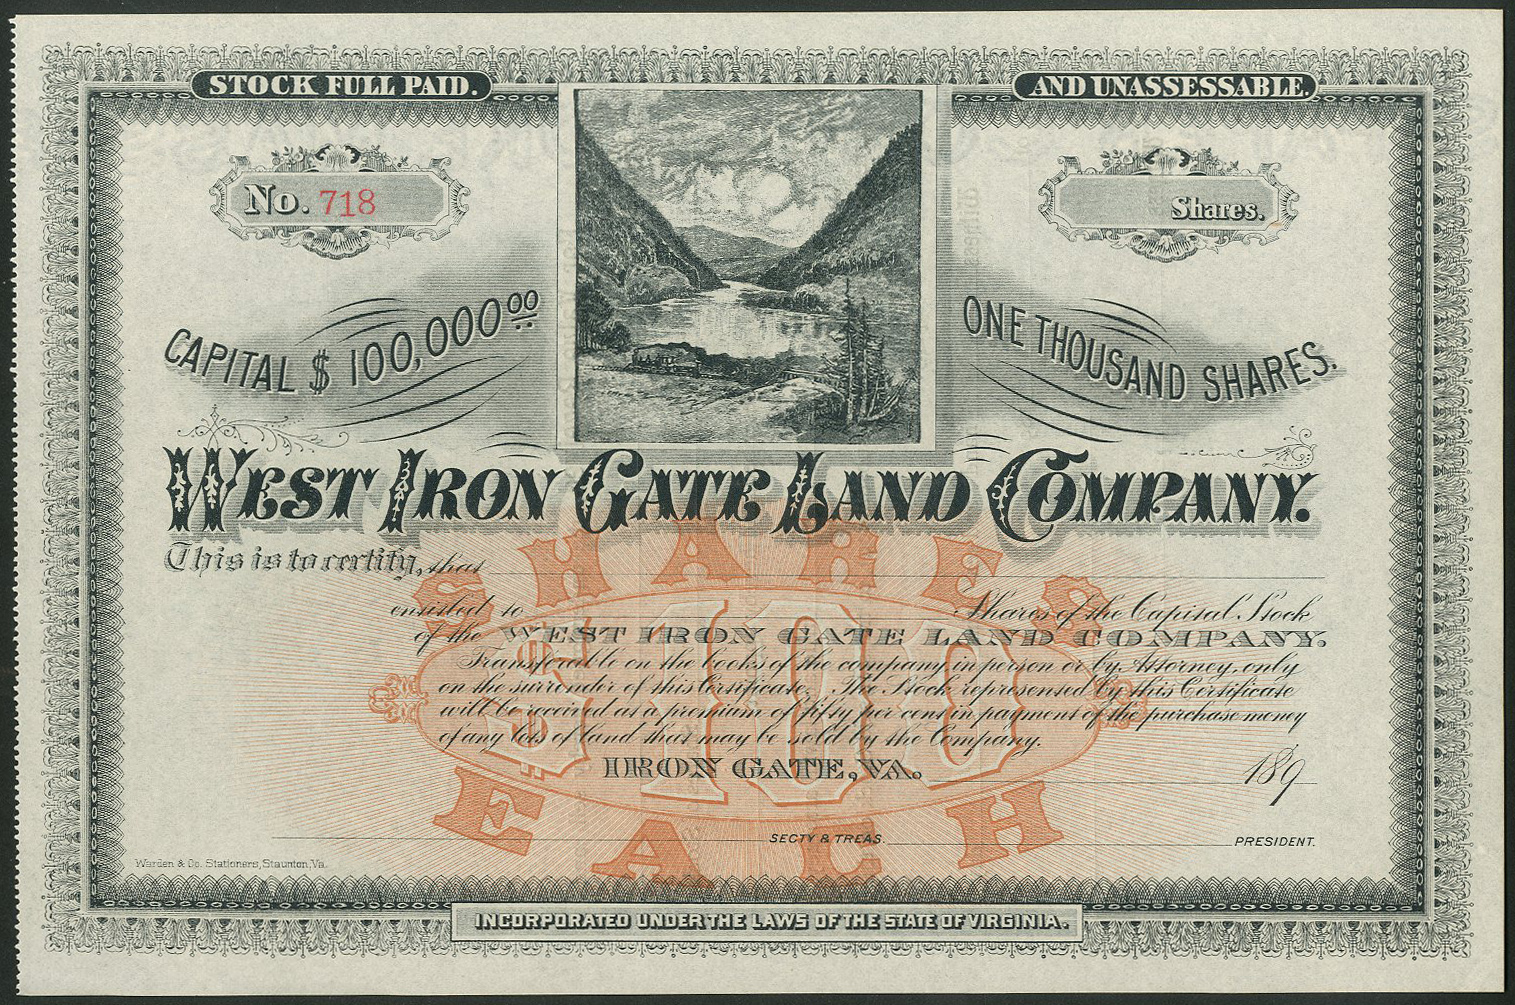 STOCK FULL PAID.
AND UNASSESSABLE.
No. 718
Shares.
CAPITAL $ 100,000.00
ONE THOUSAND SHARES.
WEST IRON GATE LAND COMPANY.
This is to certify, that
entitled to Shares of the Capital Stock
of the WEST IRON GATE LAND COMPANY.
Transferable on the books of the company, in person or by Attorney, only
on the surrender of this Certificate. The Stock represented by this Certificate
will be received at a premium of fifty per cent in payment of the purchase money
of any lots of land that may be sold by the Company.
IRON GATE, VA.
189
SHARES
$100
EACH
SECTY & TREAS.
PRESIDENT.
Warden & Co. Stationers, Staunton, Va.
INCORPORATED UNDER THE LAWS OF THE STATE OF VIRGINIA.